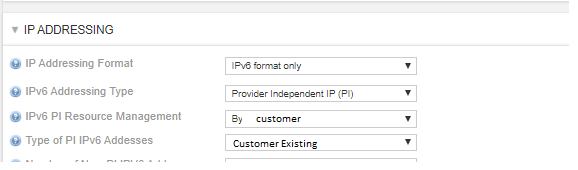 IP ADDRESSING
IP Addressing Format IPv6 format only
IPv6 Addressing Type Provider Independent IP (PI)
IPv6 PI Resource Management By customer
Type of PI IPv6 Addesses Customer Existing